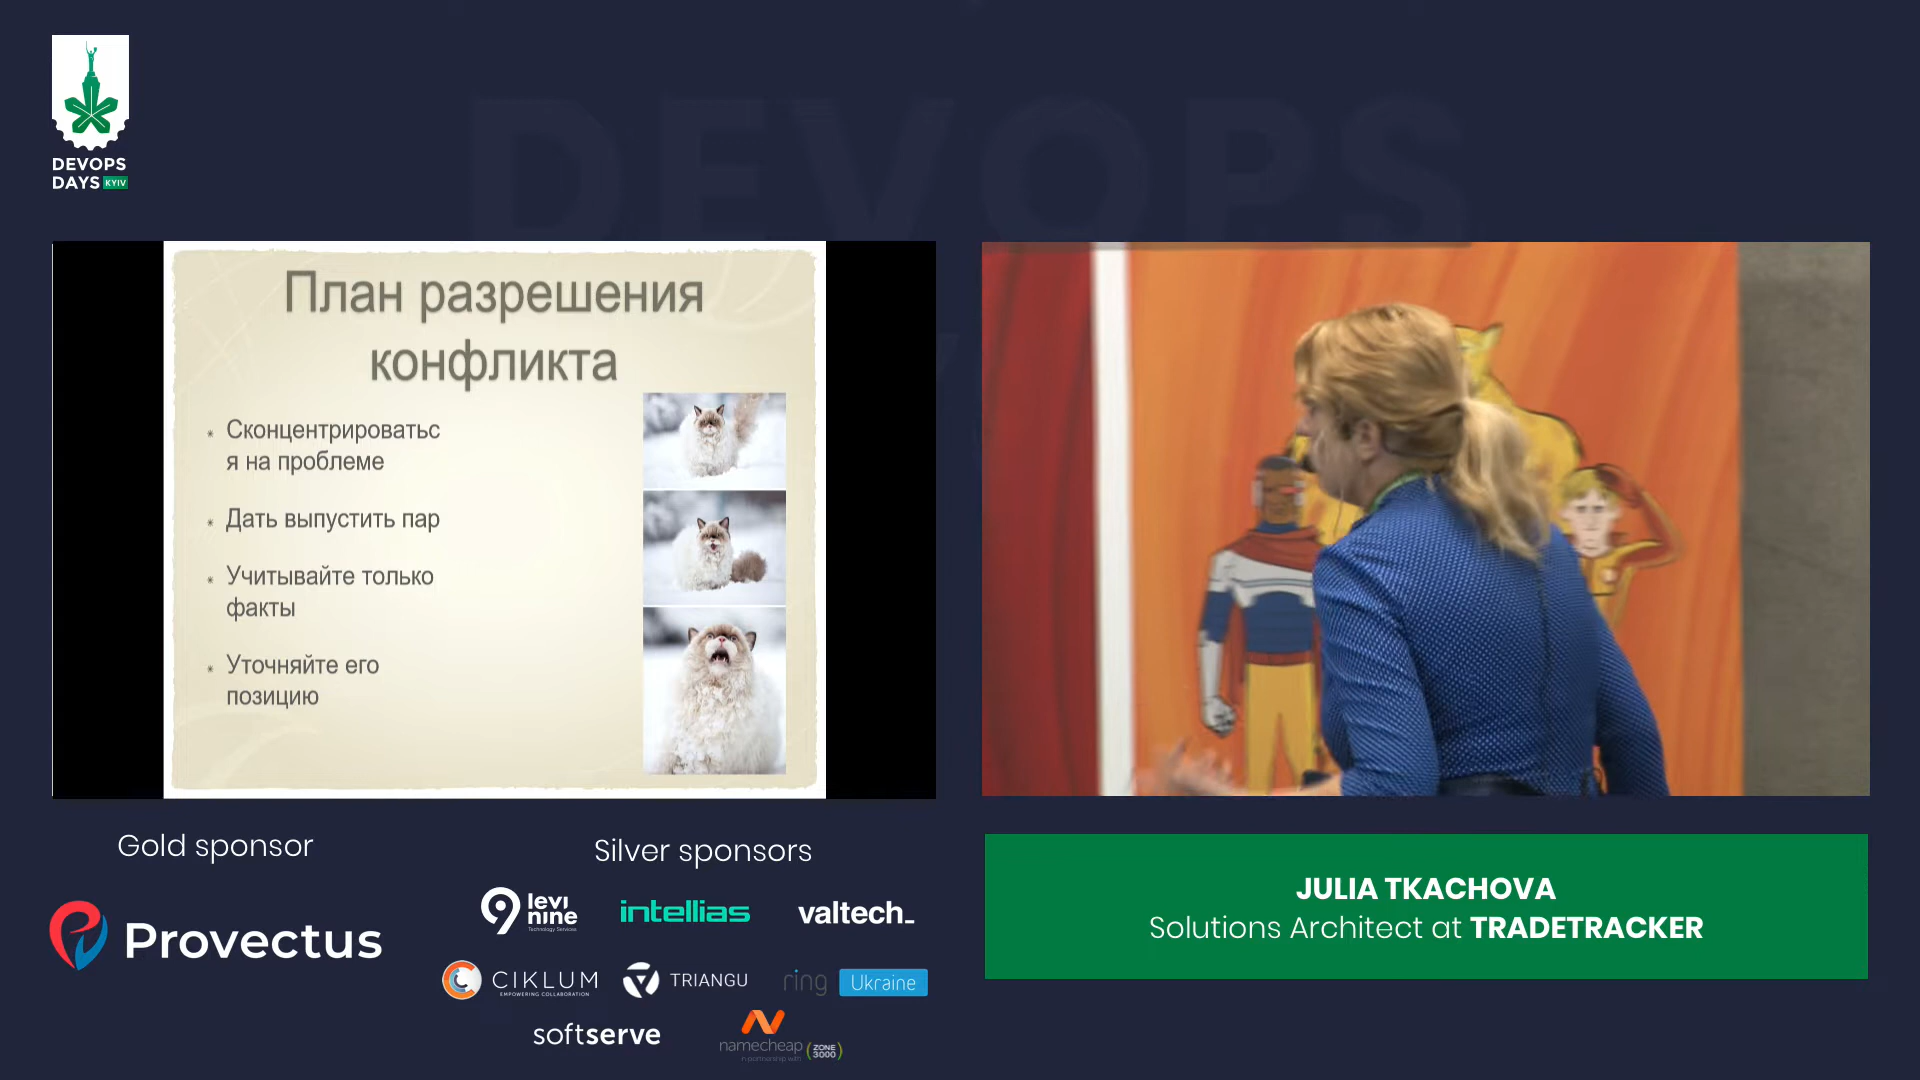 DEVOPS
DEVOPS
DAYS KYIV
План разрешения
конфликта
* Сконцентрироватьс
я на проблеме
* Дать выпустить пар
* Учитывайте только
факты
* Уточняйте его
позицию
Gold sponsor
Provectus
Silver sponsors
levi
nine
Technology Services
intellias
valtech_
CIKLUM
EMPOWERING COLLABORATION
TRIANGU
ring Ukraine
softserve
namecheap
in partnership with
ZONE
3000
JULIA TKACHOVA
Solutions Architect at TRADETRACKER